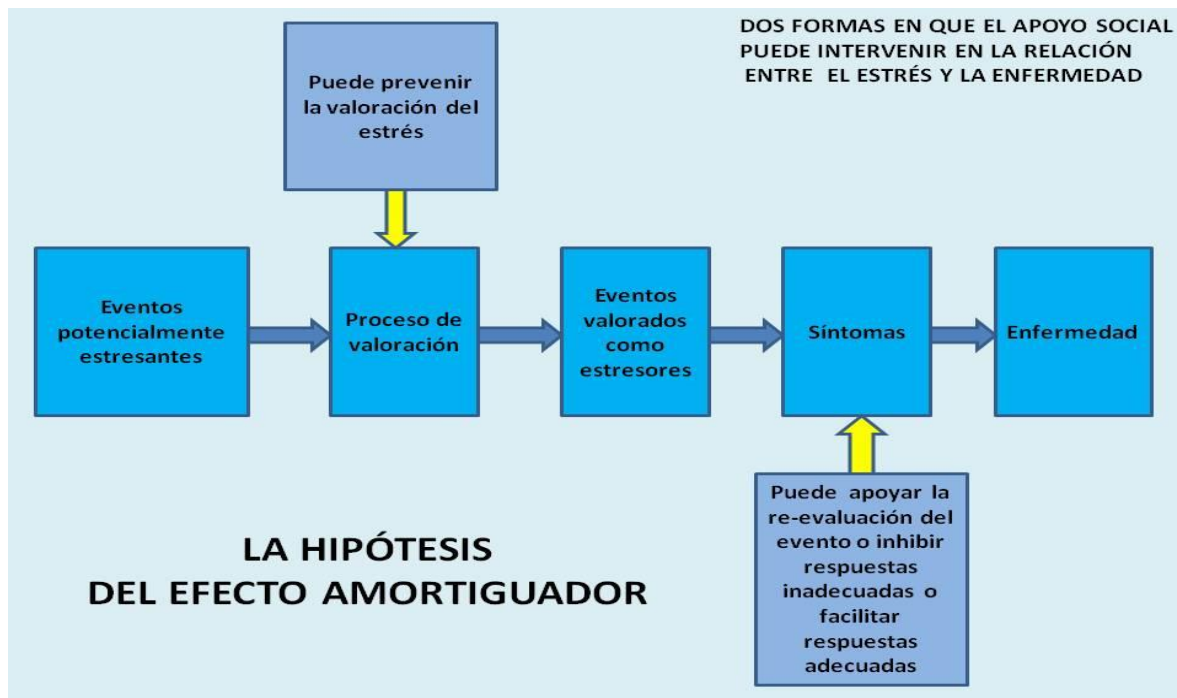 DOS FORMAS EN QUE EL APOYO SOCIAL
PUEDE INTERVENIR EN LA RELACIÓN
ENTRE EL ESTRÉS Y LA ENFERMEDAD
Puede prevenir
la valoración del
estrés
Eventos
potencialmente
estresantes
Proceso de
valoración
Eventos
valorados
como
estresores
Síntomas
Enfermedad
Puede apoyar la
re-evaluación del
evento o inhibir
respuestas
inadecuadas o
facilitar
respuestas
adecuadas
LA HIPÓTESIS
DEL EFECTO AMORTIGUADOR